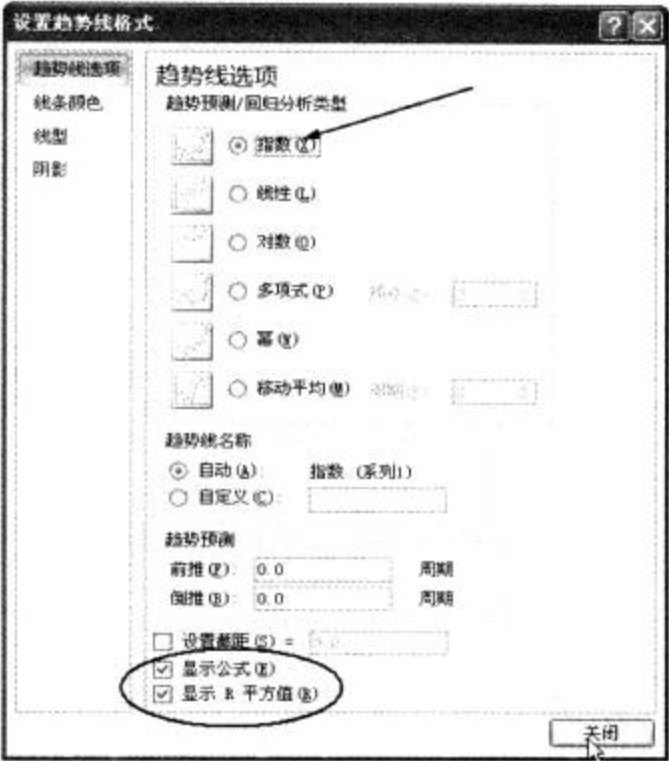 设置趋势线格式
趋势线选项
线条颜色
线型
阴影
趋势线选项
趋势预测/回归分析类型
指数(X)
线性(L)
对数(O)
多项式(P)
幂(W)
移动平均(M)
趋势线名称
自动(A): 指数 (系列1)
自定义(C):
趋势预测
前推(F): 0.0 周期
倒推(B): 0.0 周期
设置截距(S) =
显示公式(E)
显示 R 平方值(R)
关闭